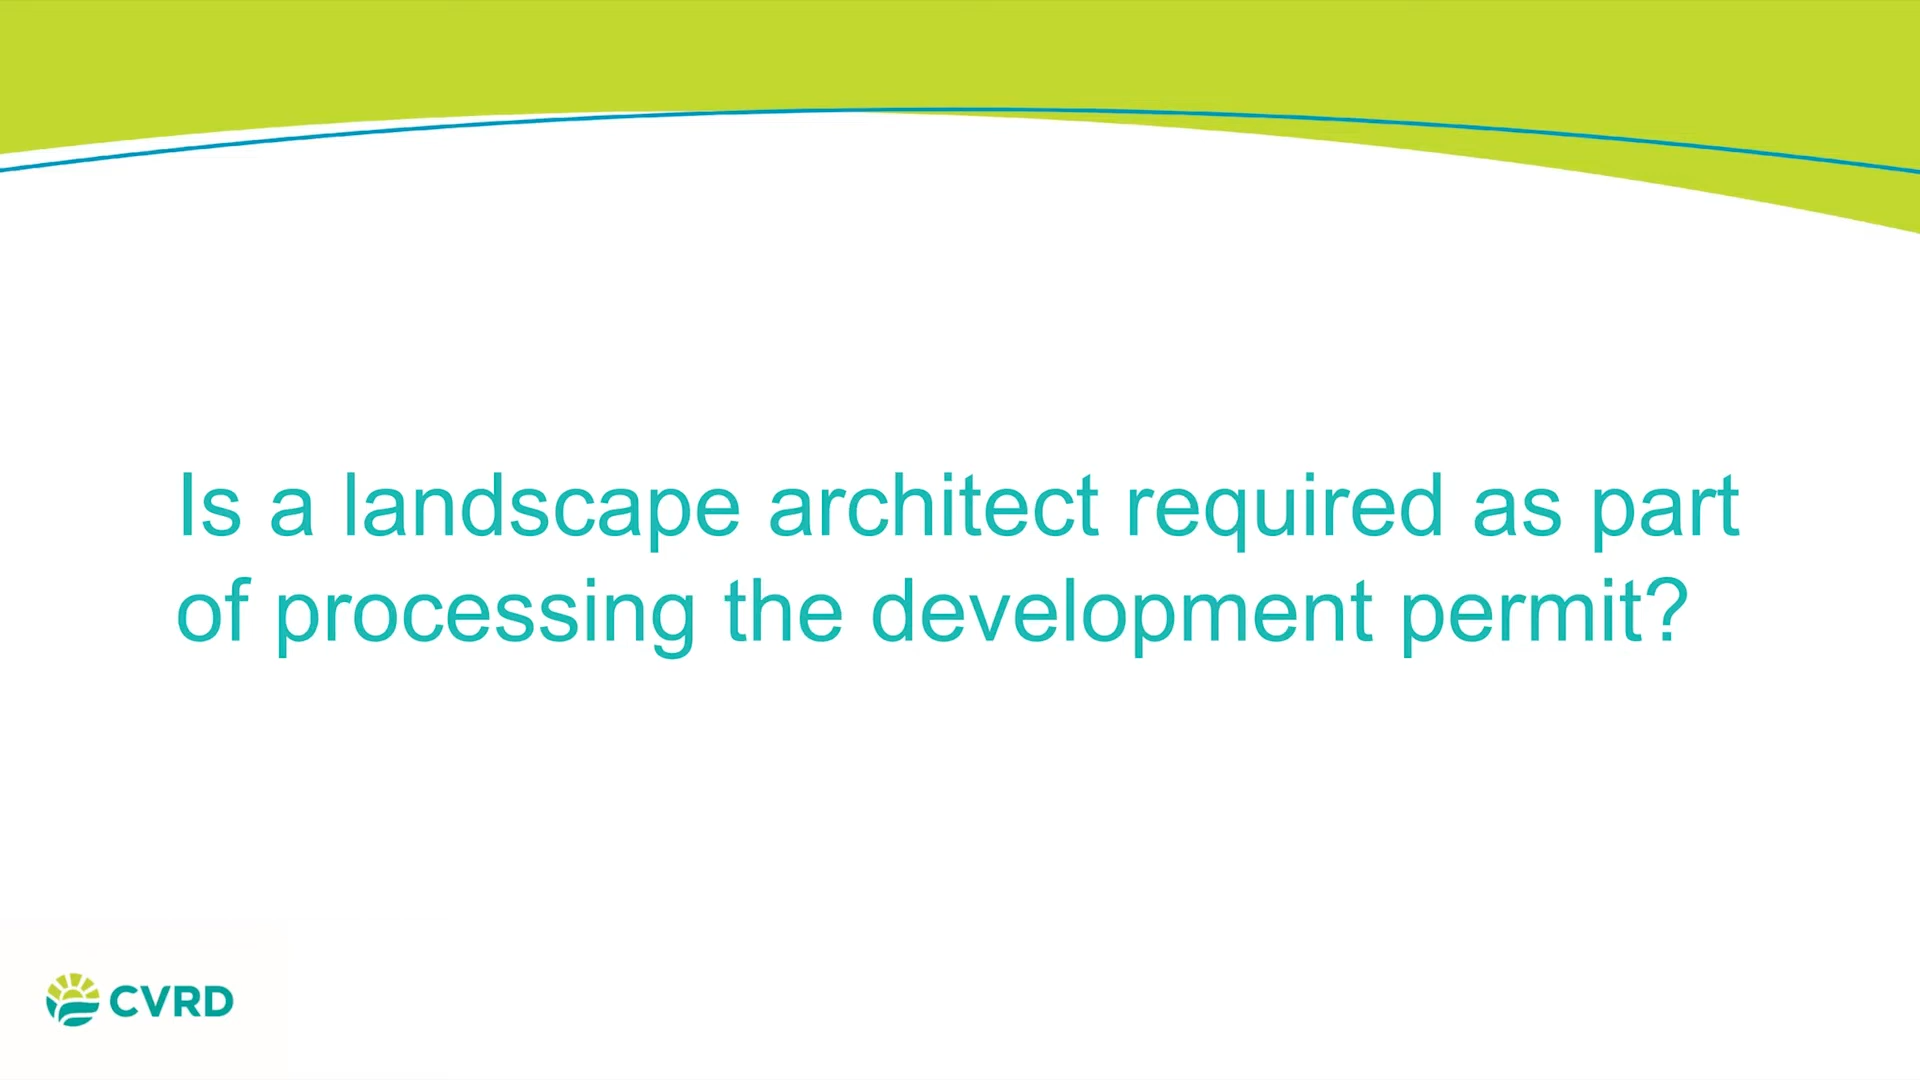 Is a landscape architect required as part
of processing the development permit?
CVRD